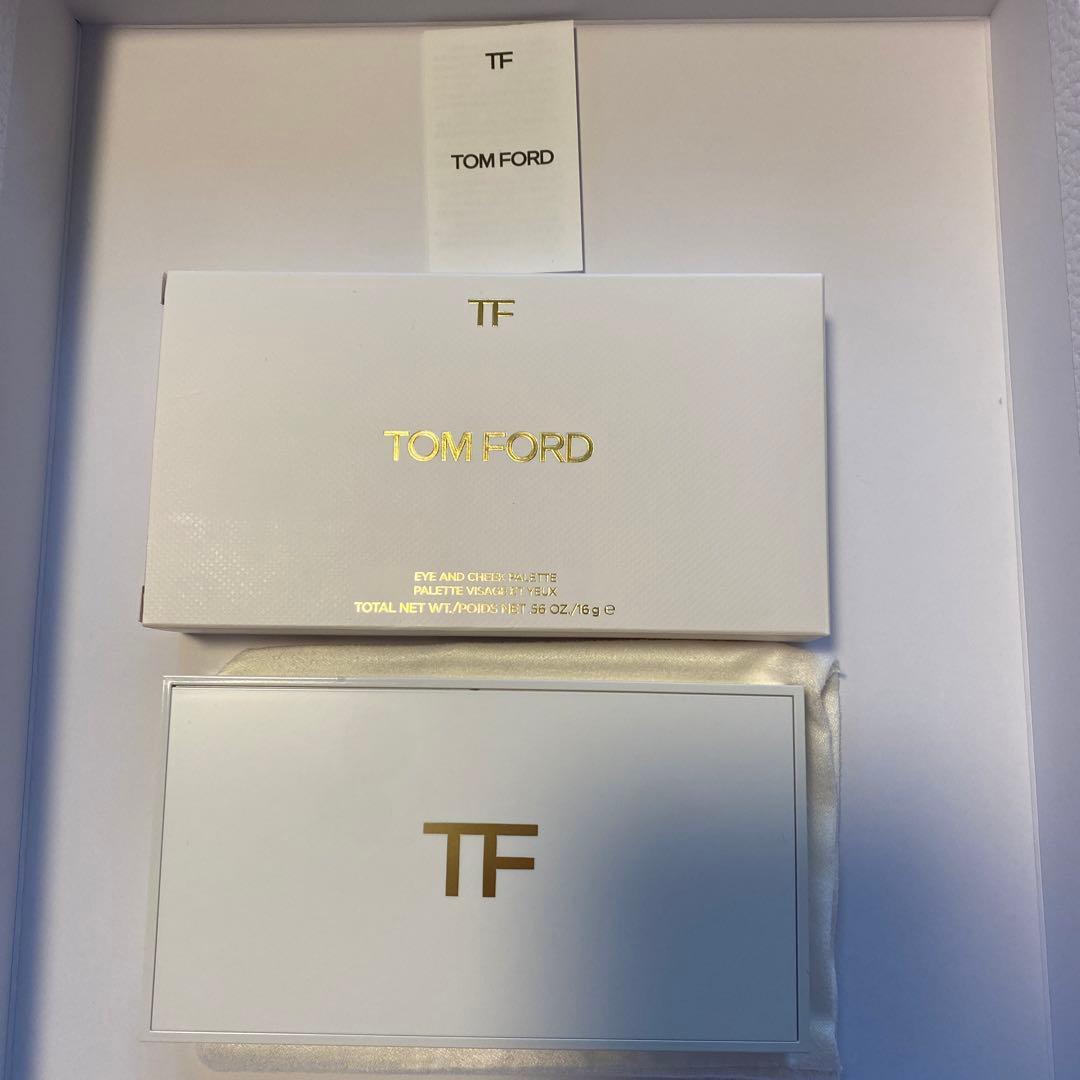 TF
TOM FORD
TF
TOM FORD
EYE AND CHEEK PALETTE
PALETTE VISAGE ET YEUX
TOTAL NET WT./POIDS NET .56 OZ./16 g ℮
TF